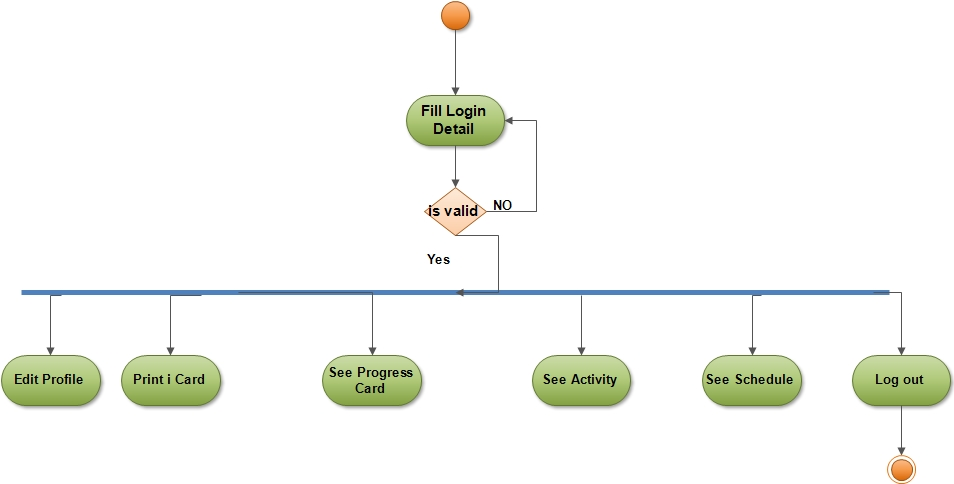 Fill Login
Detail
is valid
NO
Yes
Edit Profile
Print i Card
See Progress
Card
See Activity
See Schedule
Log out